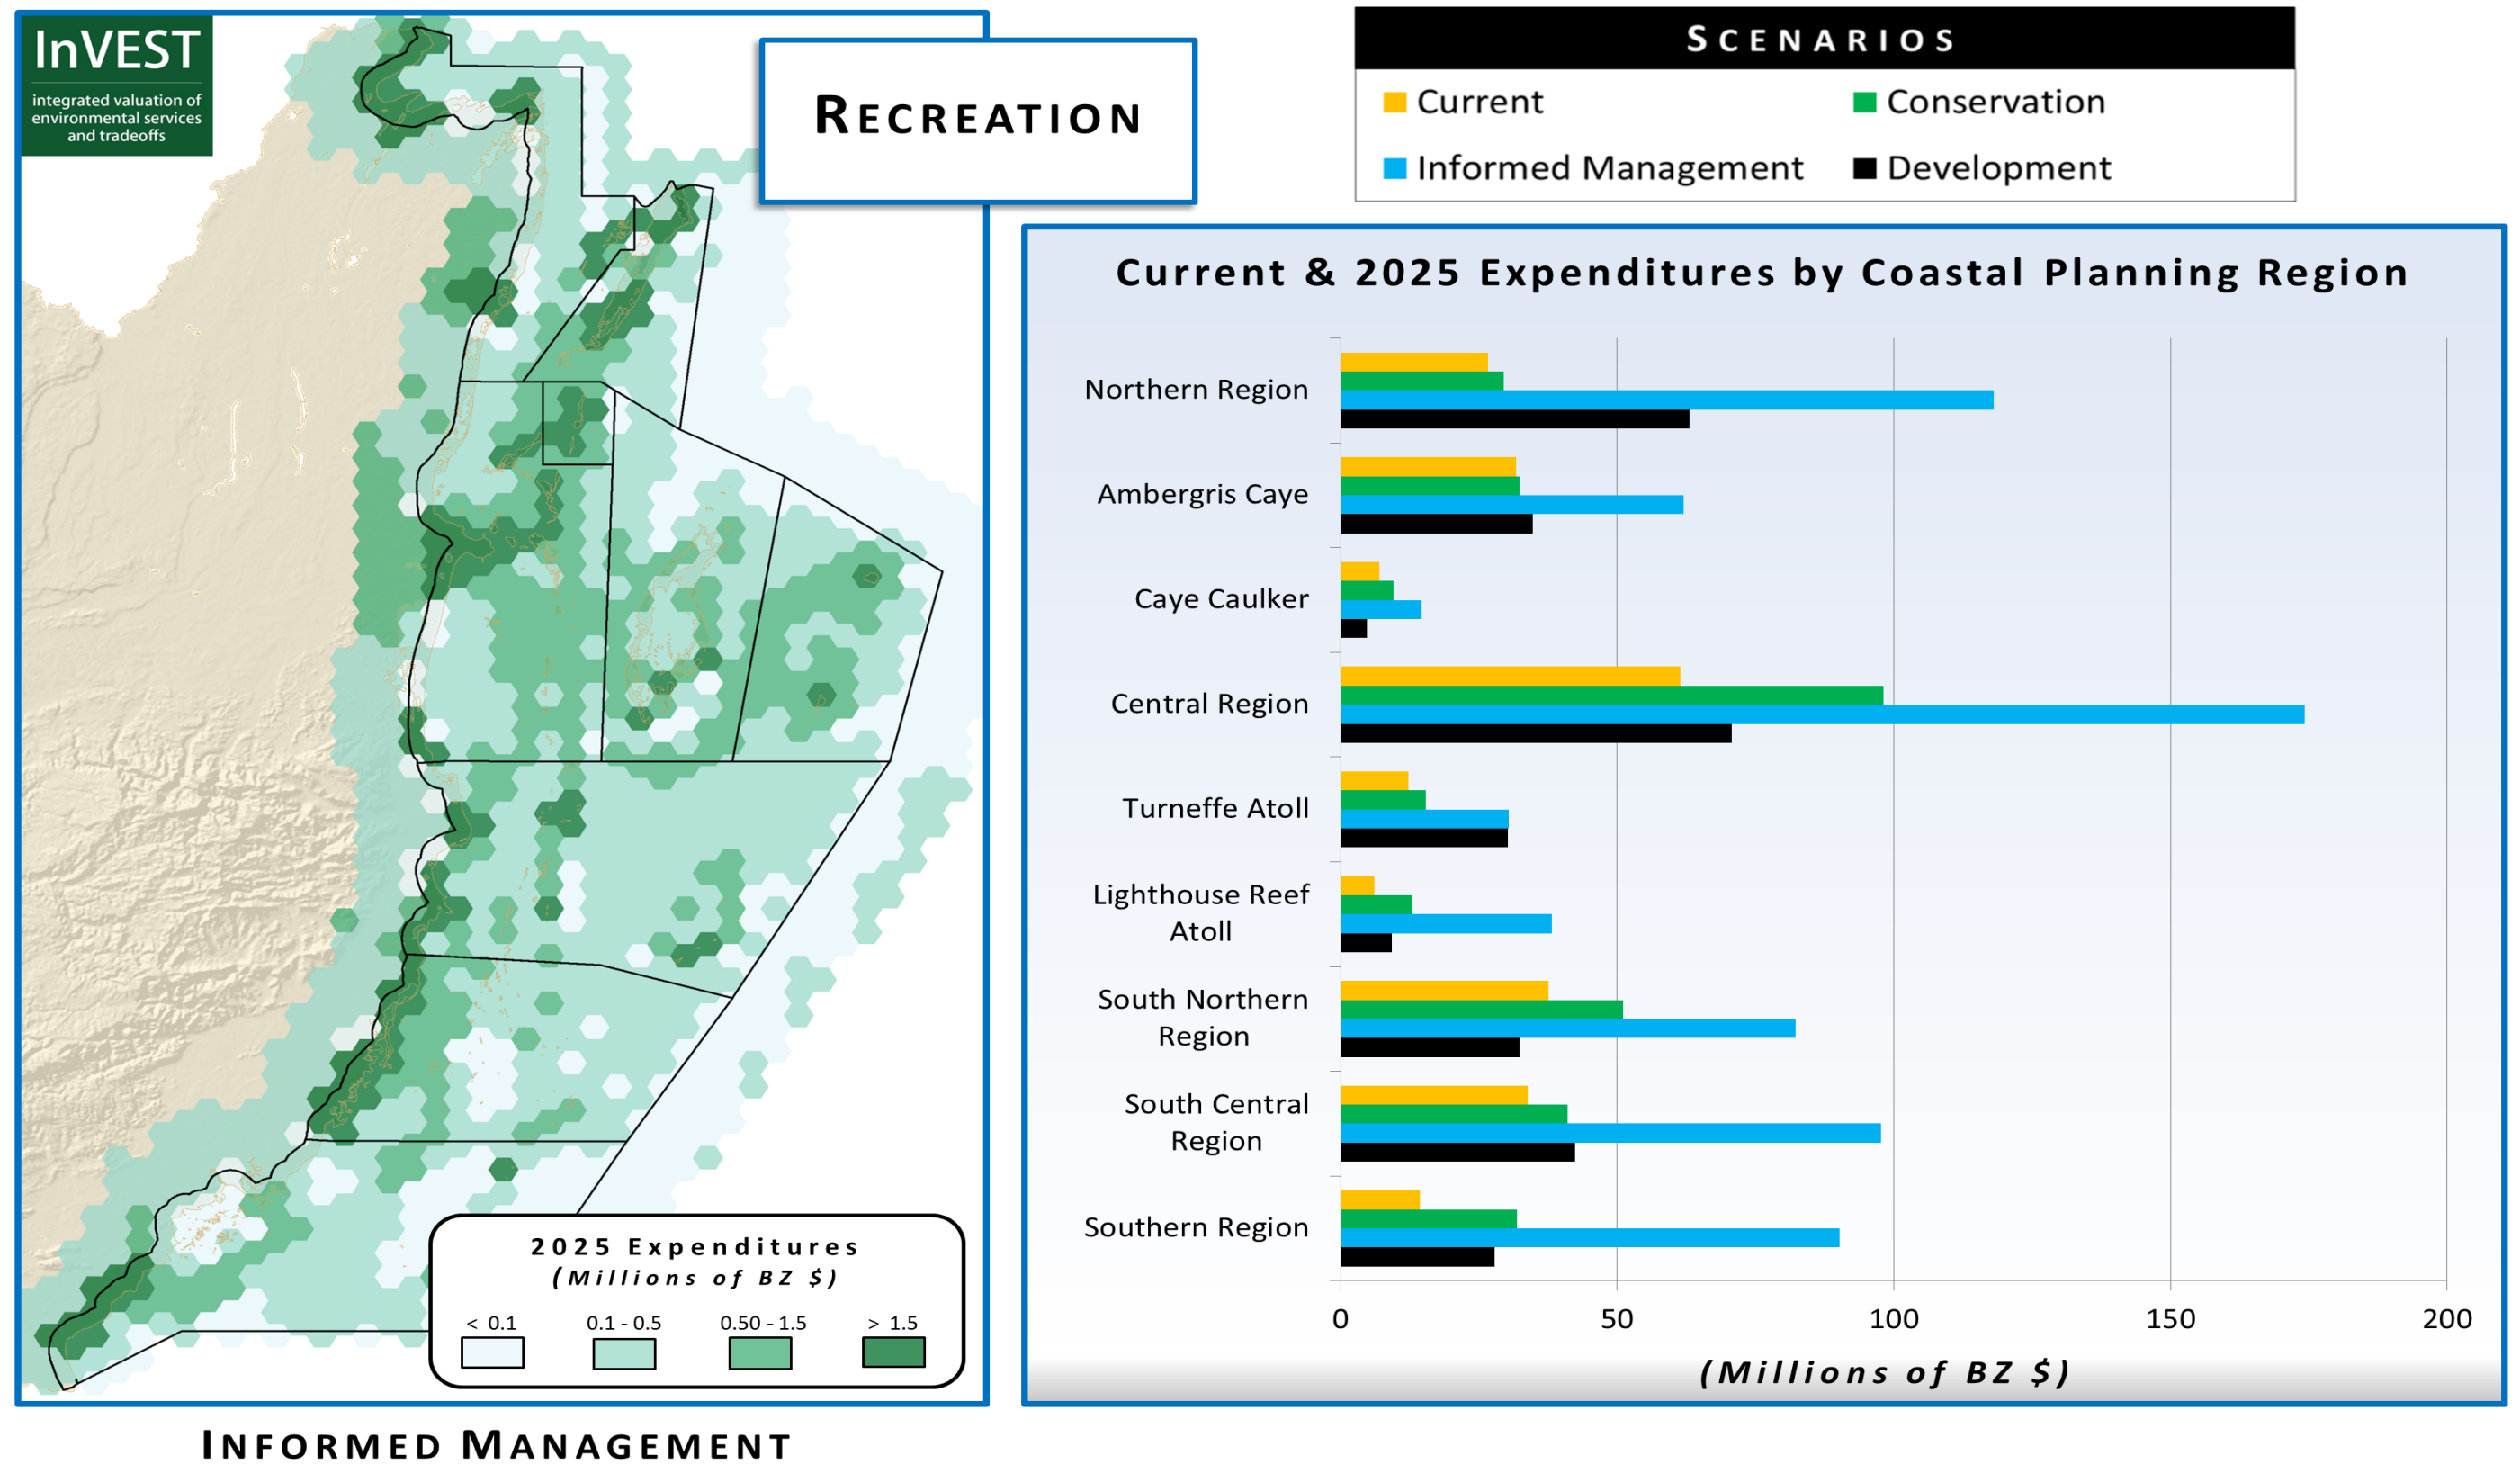 InVEST
integrated valuation of
environmental services
and tradeoffs
RECREATION
SCENARIOS
Current
Conservation
Informed Management
Development
Current & 2025 Expenditures by Coastal Planning Region
Northern Region
Ambergris Caye
Caye Caulker
Central Region
Turneffe Atoll
Lighthouse Reef
Atoll
South Northern
Region
South Central
Region
Southern Region
0 50 100 150 200
(Millions of BZ $)
2025 Expenditures
(Millions of BZ $)
< 0.1 0.1 - 0.5 0.50 - 1.5 > 1.5
INFORMED MANAGEMENT